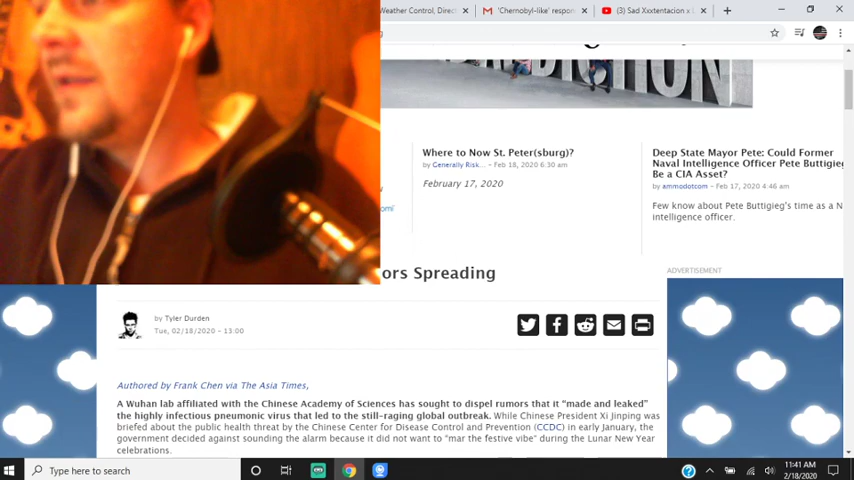 Weather Control, Direct
'Chernobyl-like' respon
(3) Sad Xxxtentacion x
DICTION
Where to Now St. Peter(sburg)?
by Generally Risk... – Feb 18, 2020 6:30 am
February 17, 2020
Deep State Mayor Pete: Could Former
Naval Intelligence Officer Pete Buttigieg
Be a CIA Asset?
by ammodotcom – Feb 17, 2020 4:46 am
Few know about Pete Buttigieg's time as a N
intelligence officer.
ors Spreading
ADVERTISEMENT
by Tyler Durden
Tue, 02/18/2020 - 13:00
Authored by Frank Chen via The Asia Times,
A Wuhan lab affiliated with the Chinese Academy of Sciences has sought to dispel rumors that it “made and leaked”
the highly infectious pneumonic virus that led to the still-raging global outbreak. While Chinese President Xi Jinping was
briefed about the public health threat by the Chinese Center for Disease Control and Prevention (CCDC) in early January, the
government decided against sounding the alarm because it did not want to “mar the festive vibe” during the Lunar New Year
celebrations.
Type here to search
11:41 AM
2/18/2020